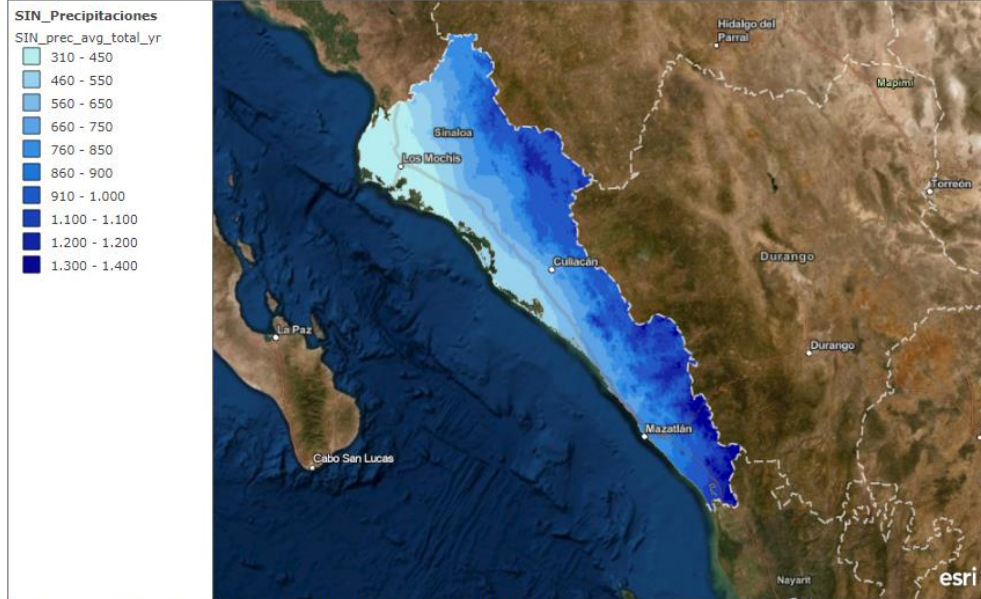 SIN_Precipitaciones
SIN_prec_avg_total_yr
310 - 450
460 - 550
560 - 650
660 - 750
760 - 850
860 - 900
910 - 1.000
1.100 - 1.100
1.200 - 1.200
1.300 - 1.400
Hidalgo del
Parral
Mapimí
Sinaloa
Los Mochis
Torreón
Durango
Culiacán
La Paz
Durango
Mazatlán
Cabo San Lucas
Nayarit
esri